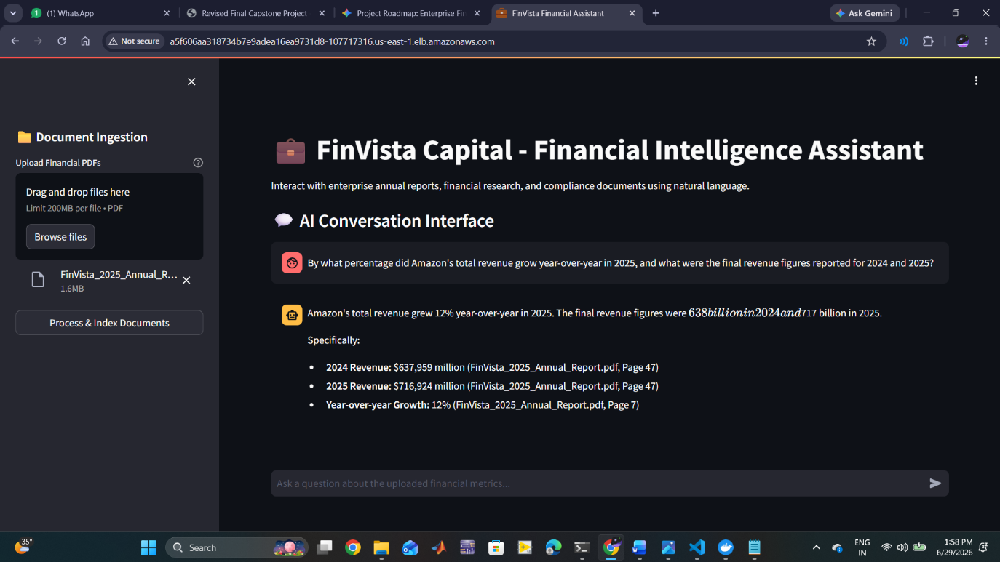 (1) WhatsApp
Revised Final Capstone Project
Project Roadmap: Enterprise Fir
FinVista Financial Assistant
Ask Gemini
Not secure
a5f606aa318734b7e9adea16ea9731d8-107717316.us-east-1.elb.amazonaws.com
Document Ingestion
Upload Financial PDFs
Drag and drop files here
Limit 200MB per file • PDF
Browse files
FinVista_2025_Annual_R...
1.6MB
Process & Index Documents
FinVista Capital - Financial Intelligence Assistant
Interact with enterprise annual reports, financial research, and compliance documents using natural language.
AI Conversation Interface
By what percentage did Amazon's total revenue grow year-over-year in 2025, and what were the final revenue figures reported for 2024 and 2025?
Amazon's total revenue grew 12% year-over-year in 2025. The final revenue figures were 638billionin2024and717 billion in 2025.
Specifically:
• 2024 Revenue: $637,959 million (FinVista_2025_Annual_Report.pdf, Page 47)
• 2025 Revenue: $716,924 million (FinVista_2025_Annual_Report.pdf, Page 47)
• Year-over-year Growth: 12% (FinVista_2025_Annual_Report.pdf, Page 7)
Ask a question about the uploaded financial metrics...
35°
Search
ENG
IN
1:58 PM
6/29/2026